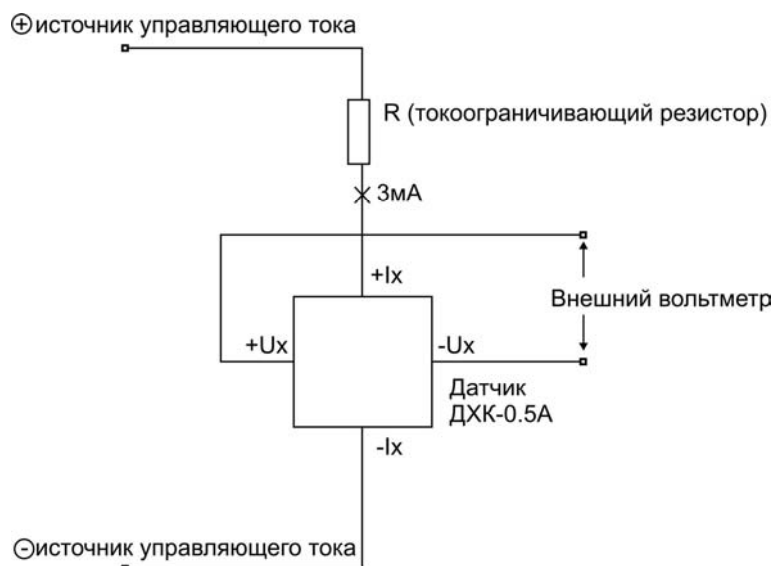 ⊕источник управляющего тока
R (токоограничивающий резистор)
3мА
+Ix
Внешний вольтметр
+Ux
-Ux
Датчик
ДХК-0.5А
-Ix
⊖источник управляющего тока